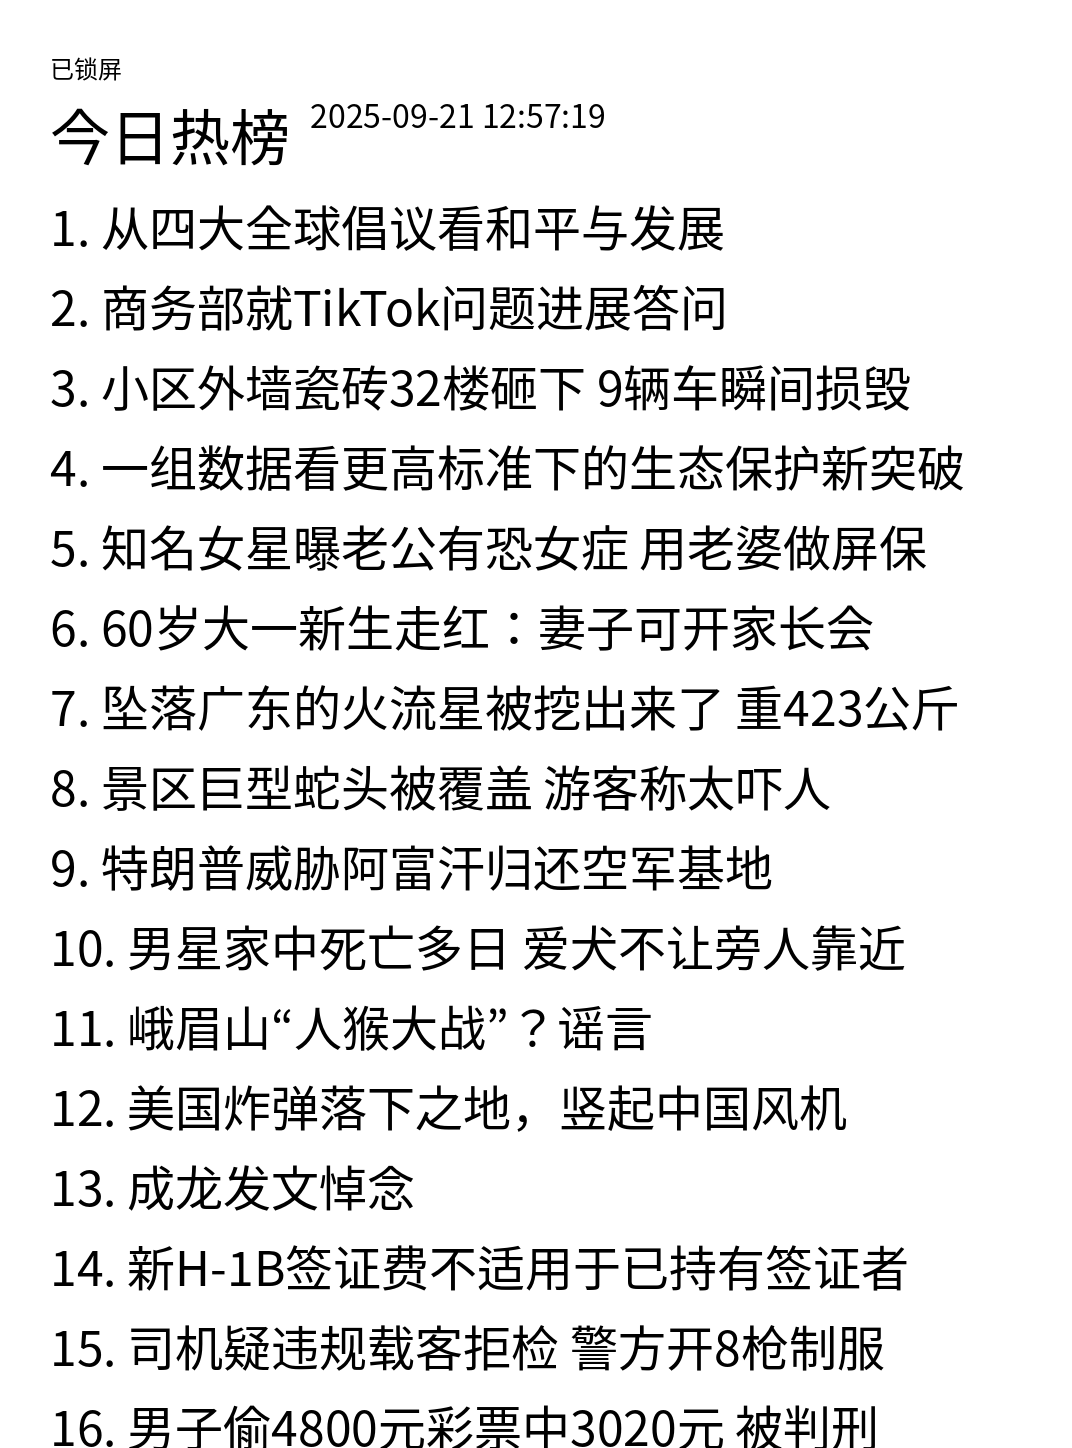 已锁屏
今日热榜 2025-09-21 12:57:19
1. 从四大全球倡议看和平与发展
2. 商务部就TikTok问题进展答问
3. 小区外墙瓷砖32楼砸下 9辆车瞬间损毁
4. 一组数据看更高标准下的生态保护新突破
5. 知名女星曝老公有恐女症 用老婆做屏保
6. 60岁大一新生走红：妻子可开家长会
7. 坠落广东的火流星被挖出来了 重423公斤
8. 景区巨型蛇头被覆盖 游客称太吓人
9. 特朗普威胁阿富汗归还空军基地
10. 男星家中死亡多日 爱犬不让旁人靠近
11. 峨眉山“人猴大战”？谣言
12. 美国炸弹落下之地，竖起中国风机
13. 成龙发文悼念
14. 新H-1B签证费不适用于已持有签证者
15. 司机疑违规载客拒检 警方开8枪制服
16. 男子偷4800元彩票中3020元 被判刑